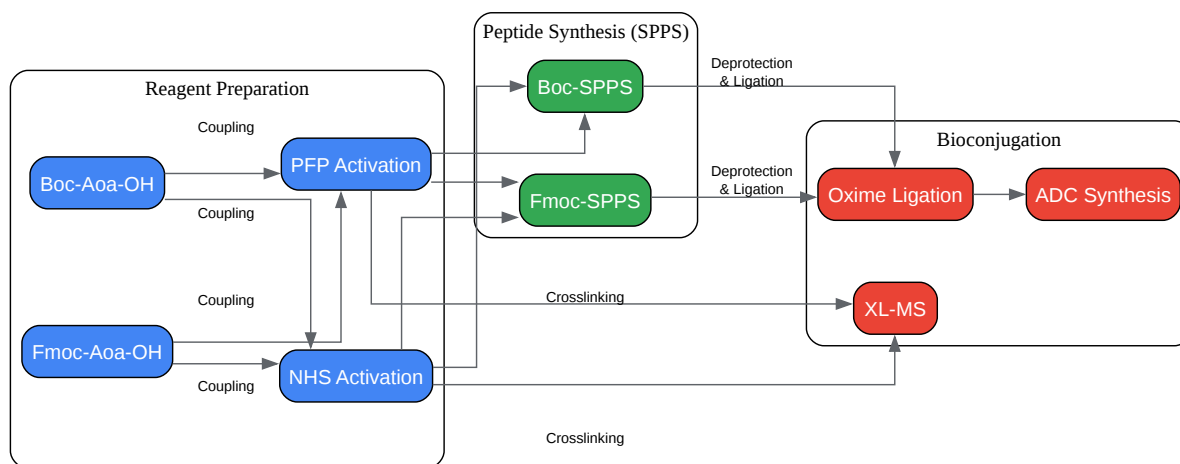 Peptide Synthesis (SPPS)
Reagent Preparation
Boc-SPPS
Deprotection
& Ligation
Coupling
PFP Activation
Bioconjugation
Boc-Aoa-OH
Fmoc-SPPS
Deprotection
& Ligation
Oxime Ligation
ADC Synthesis
Coupling
Coupling
Crosslinking
XL-MS
Fmoc-Aoa-OH
NHS Activation
Coupling
Crosslinking